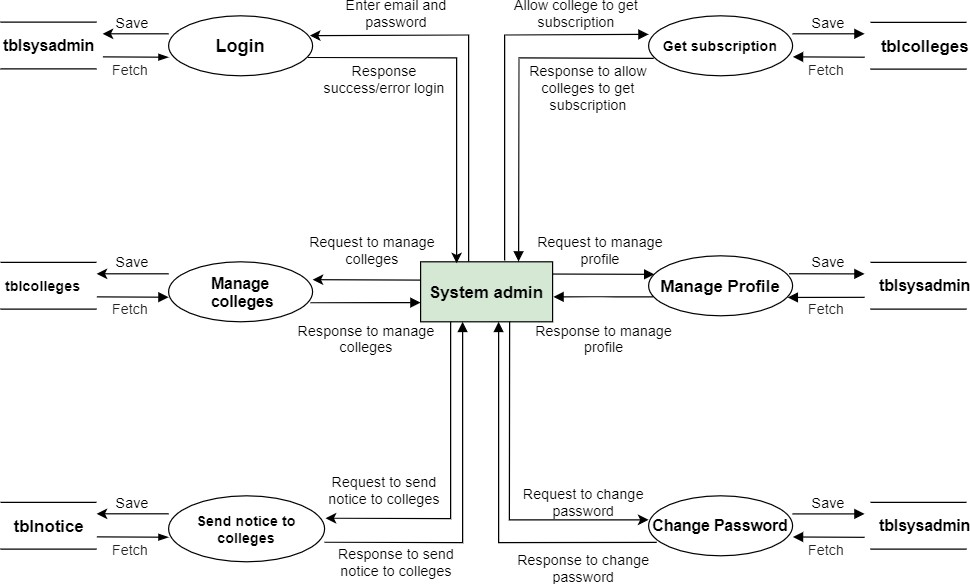 Enter email and
password
Allow college to get
subscription
Save
tblsysadmin
Login
Fetch
Response
success/error login
Save
Get subscription
tblcolleges
Fetch
Response to allow
colleges to get
subscription
Request to manage
colleges
Save
tblcolleges
Manage
colleges
Fetch
Response to manage
colleges
System admin
Request to manage
profile
Save
Manage Profile
tblsysadmin
Fetch
Response to manage
profile
Request to send
notice to colleges
Save
tblnotice
Send notice to
colleges
Fetch
Response to send
notice to colleges
Request to change
password
Save
Change Password
tblsysadmin
Fetch
Response to change
password